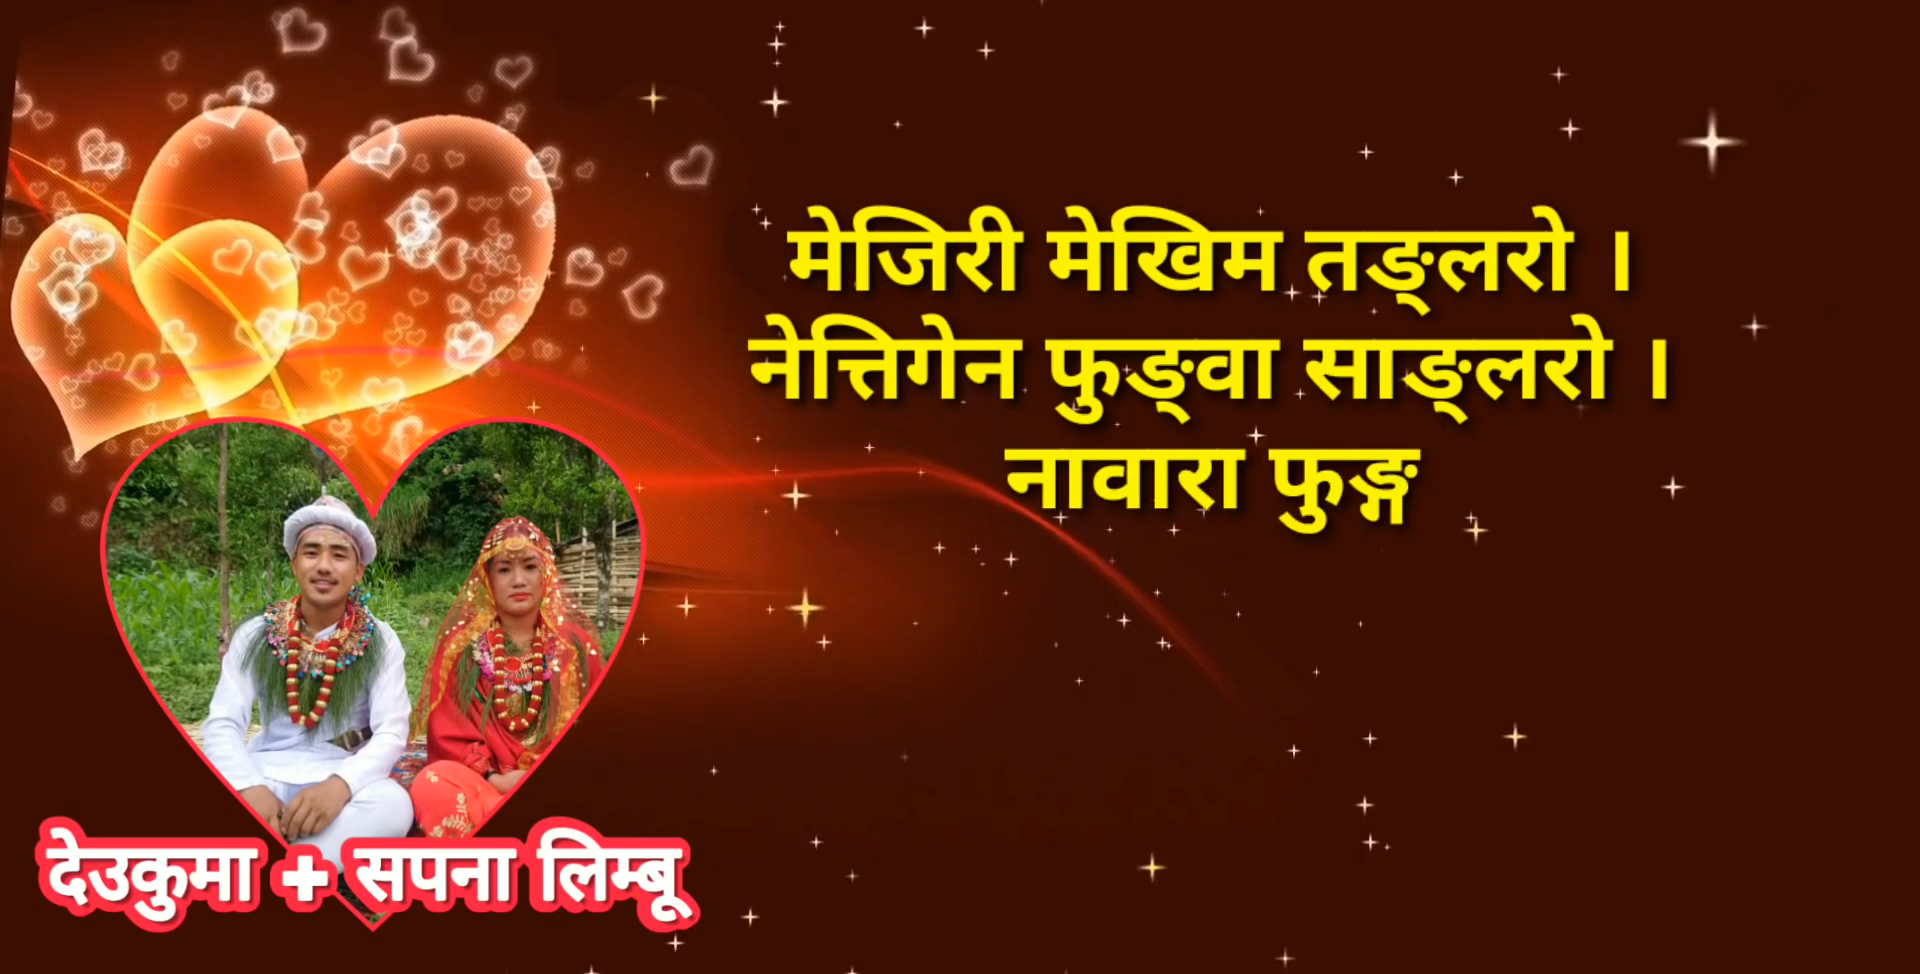 मेजिरी मेखिम तङ्लरो ।
नेत्तिगेन फुङ्वा साङ्लरो ।
नावारा फुङ्ग
देउकुमा + सपना लिम्बू